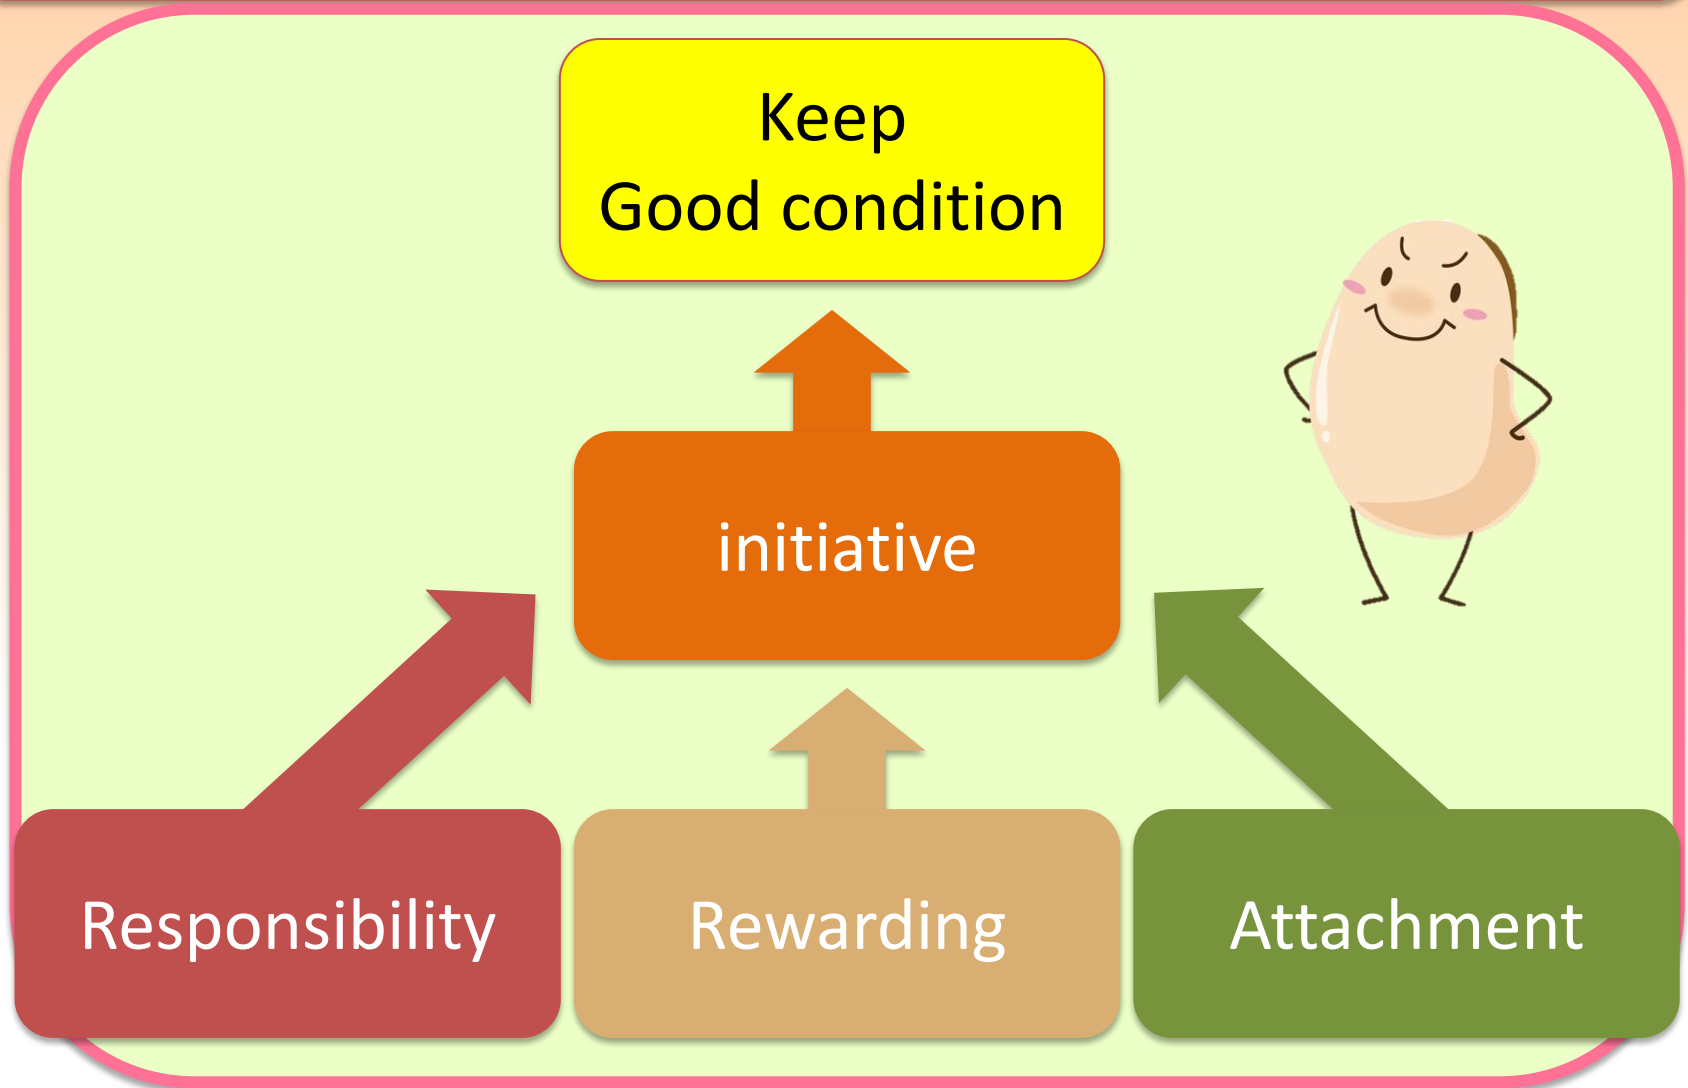 Keep
Good condition
initiative
Responsibility
Rewarding
Attachment